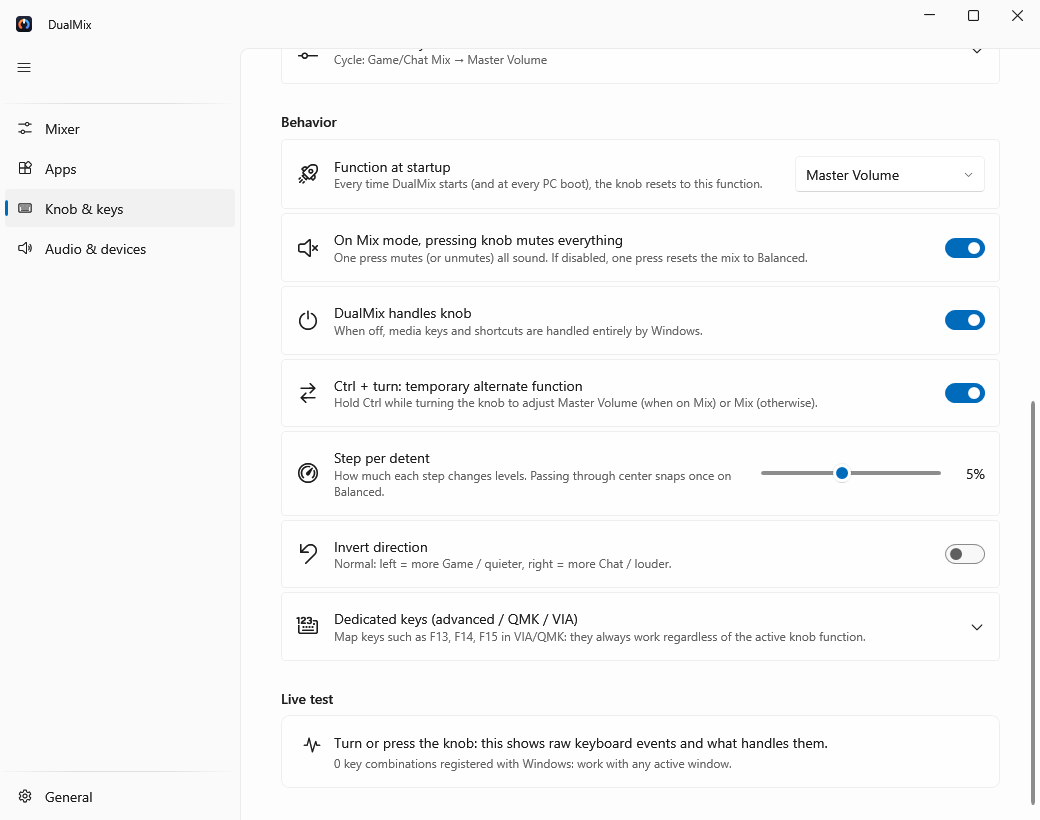 DualMix
Cycle: Game/Chat Mix → Master Volume
Mixer
Apps
Knob & keys
Audio & devices
General
Behavior
Function at startup
Every time DualMix starts (and at every PC boot), the knob resets to this function.
Master Volume
On Mix mode, pressing knob mutes everything
One press mutes (or unmutes) all sound. If disabled, one press resets the mix to Balanced.
DualMix handles knob
When off, media keys and shortcuts are handled entirely by Windows.
Ctrl + turn: temporary alternate function
Hold Ctrl while turning the knob to adjust Master Volume (when on Mix) or Mix (otherwise).
Step per detent
How much each step changes levels. Passing through center snaps once on
Balanced.
5%
Invert direction
Normal: left = more Game / quieter, right = more Chat / louder.
123
Dedicated keys (advanced / QMK / VIA)
Map keys such as F13, F14, F15 in VIA/QMK: they always work regardless of the active knob function.
Live test
Turn or press the knob: this shows raw keyboard events and what handles them.
0 key combinations registered with Windows: work with any active window.